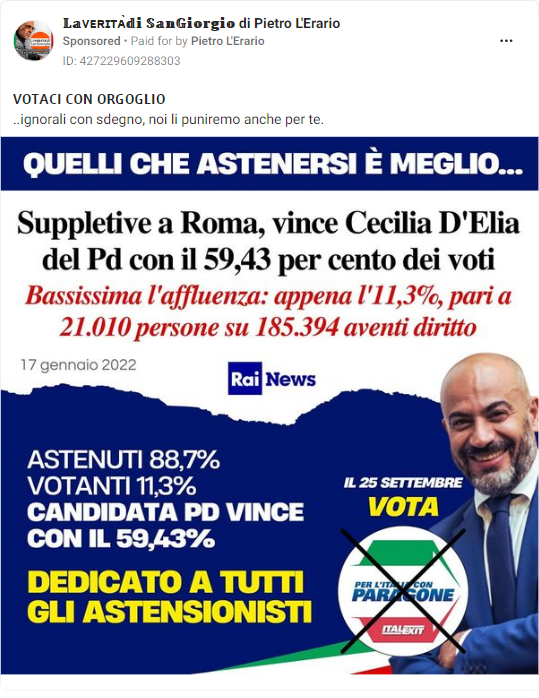 LaVERITÀdi SanGiorgio di Pietro L'Erario
Sponsored • Paid for by Pietro L'Erario
ID: 427229609288303
VOTACI CON ORGOGLIO
..ignorali con sdegno, noi li puniremo anche per te.
QUELLI CHE ASTENERSI È MEGLIO...
Suppletive a Roma, vince Cecilia D'Elia
del Pd con il 59,43 per cento dei voti
Bassissima l'affluenza: appena l'11,3%, pari a
21.010 persone su 185.394 aventi diritto
17 gennaio 2022
Rai News
ASTENUTI 88,7%
VOTANTI 11,3%
CANDIDATA PD VINCE
CON IL 59,43%
DEDICATO A TUTTI
GLI ASTENSIONISTI
IL 25 SETTEMBRE
VOTA
PER L'ITALIA CON
PARAGONE
ITALEXIT